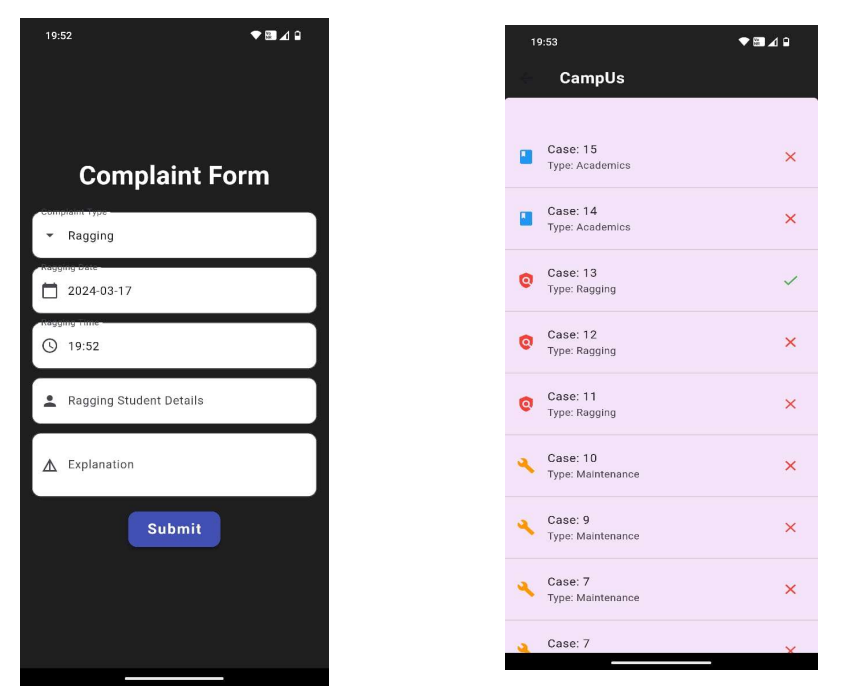 19:52
Complaint Form
Complaint Type
Ragging
Ragging Date
2024-03-17
Ragging Time
19:52
Ragging Student Details
Explanation
Submit
19:53
CampUs
Case: 15
Type: Academics
Case: 14
Type: Academics
Case: 13
Type: Ragging
Case: 12
Type: Ragging
Case: 11
Type: Ragging
Case: 10
Type: Maintenance
Case: 9
Type: Maintenance
Case: 7
Type: Maintenance
Case: 7